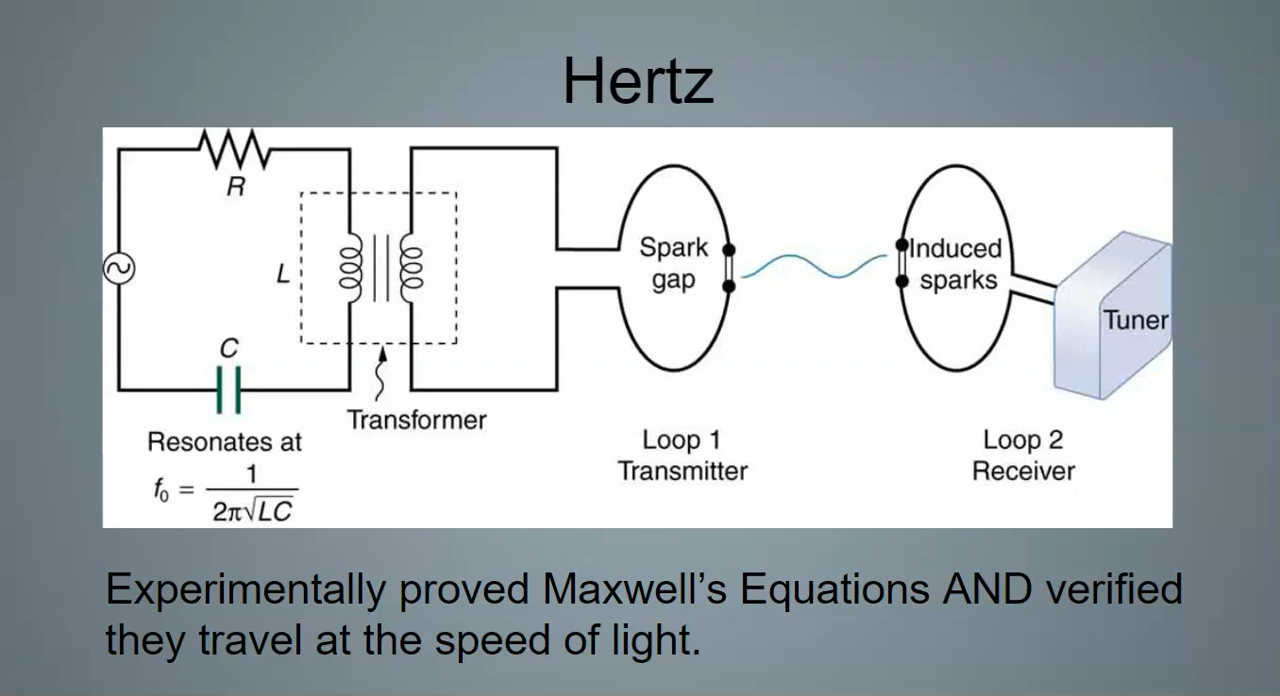 Hertz
R
L
C
Transformer
Resonates at
f₀ = 1 / 2π√LC
Spark
gap
Loop 1
Transmitter
Induced
sparks
Loop 2
Receiver
Tuner
Experimentally proved Maxwell’s Equations AND verified
they travel at the speed of light.